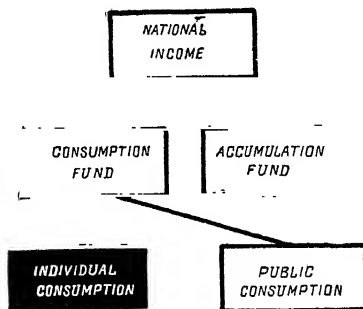 NATIONAL
INCOME
CONSUMPTION
FUND
ACCUMULATION
FUND
INDIVIDUAL
CONSUMPTION
PUBLIC
CONSUMPTION